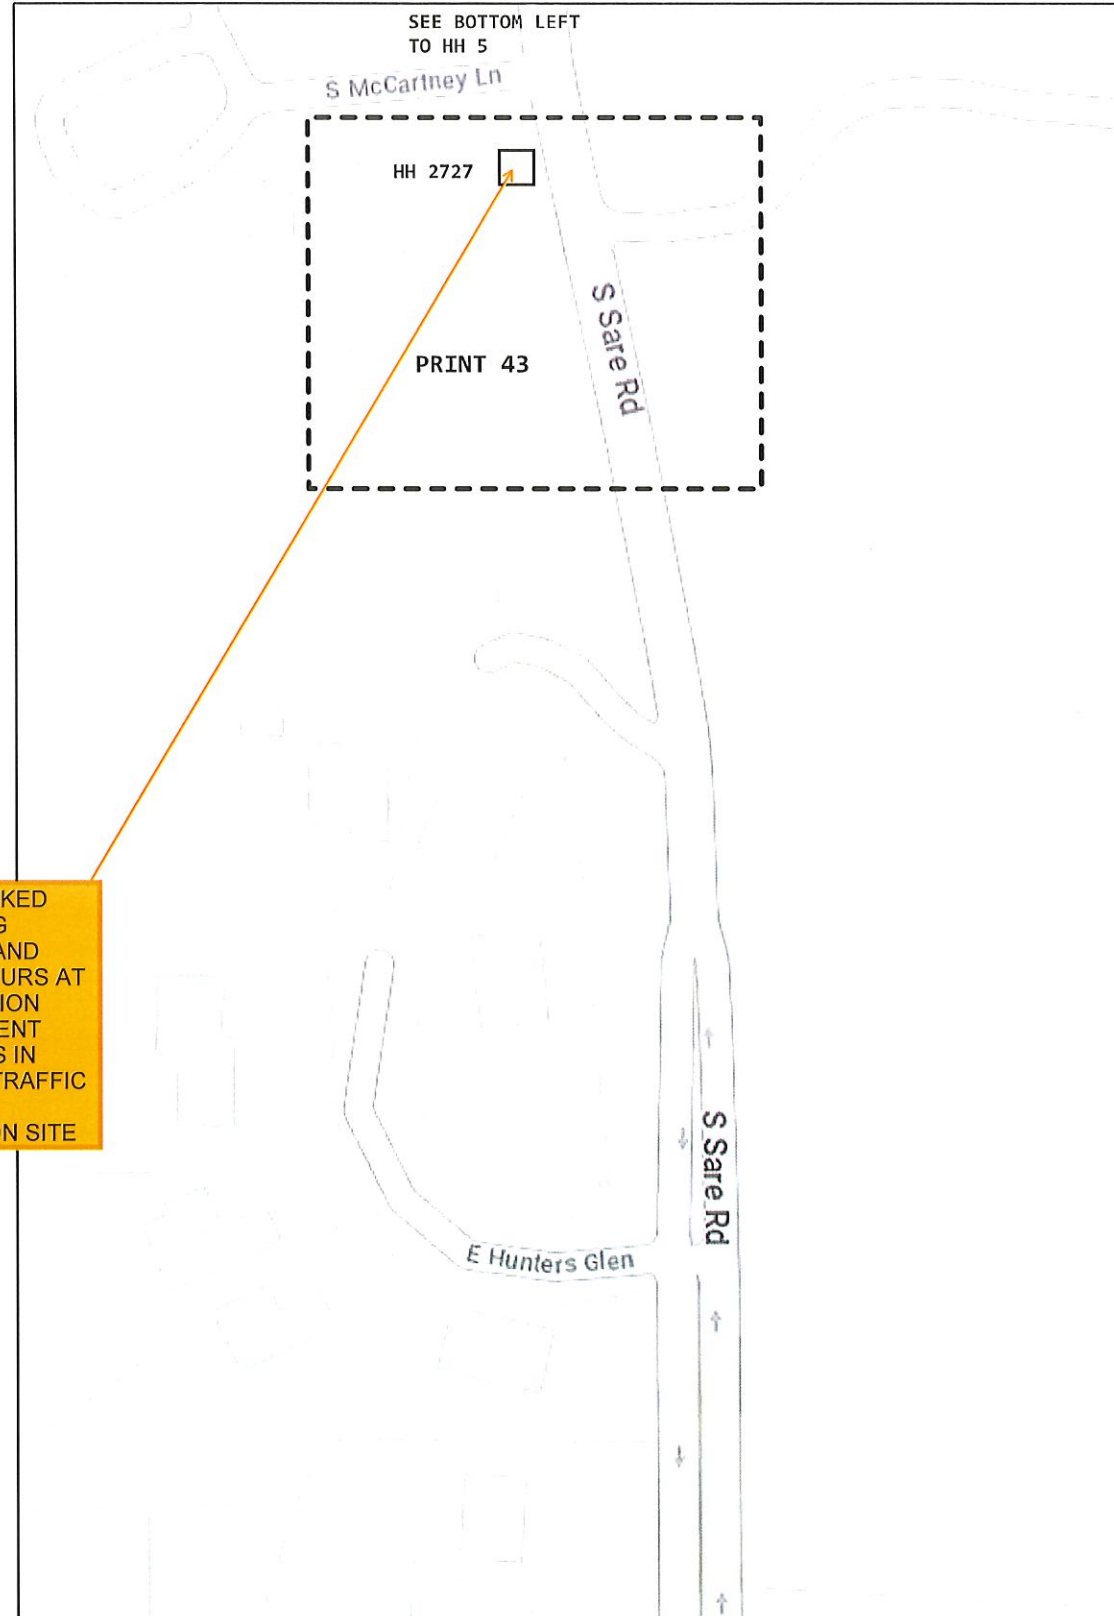 SEE BOTTOM LEFT
TO HH 5
S McCartney Ln
HH 2727
S Sare Rd
PRINT 43
KED
G
AND
URS AT
ION
ENT
S IN
TRAFFIC
ON SITE
S Sare Rd
E Hunters Glen